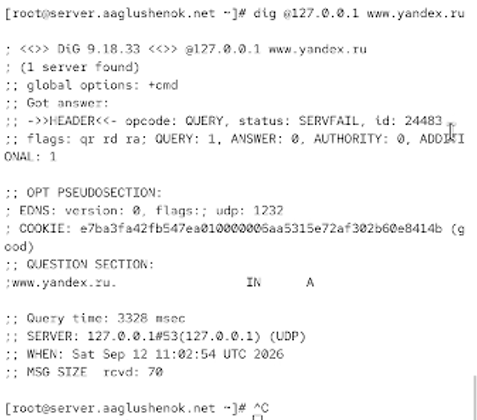 [root@server.aaglushenok.net ~]# dig @127.0.0.1 www.yandex.ru
; <<>> DiG 9.18.33 <<>> @127.0.0.1 www.yandex.ru
; (1 server found)
;; global options: +cmd
;; Got answer:
;; ->>HEADER<<- opcode: QUERY, status: SERVFAIL, id: 24483
;; flags: qr rd ra; QUERY: 1, ANSWER: 0, AUTHORITY: 0, ADDITI
ONAL: 1
;; OPT PSEUDOSECTION:
; EDNS: version: 0, flags:; udp: 1232
; COOKIE: e7ba3fa42fb547ea010000006aa5315e72af302b60e8414b (g
ood)
;; QUESTION SECTION:
;www.yandex.ru. IN A
;; Query time: 3328 msec
;; SERVER: 127.0.0.1#53(127.0.0.1) (UDP)
;; WHEN: Sat Sep 12 11:02:54 UTC 2026
;; MSG SIZE rcvd: 70
[root@server.aaglushenok.net ~]# ^C